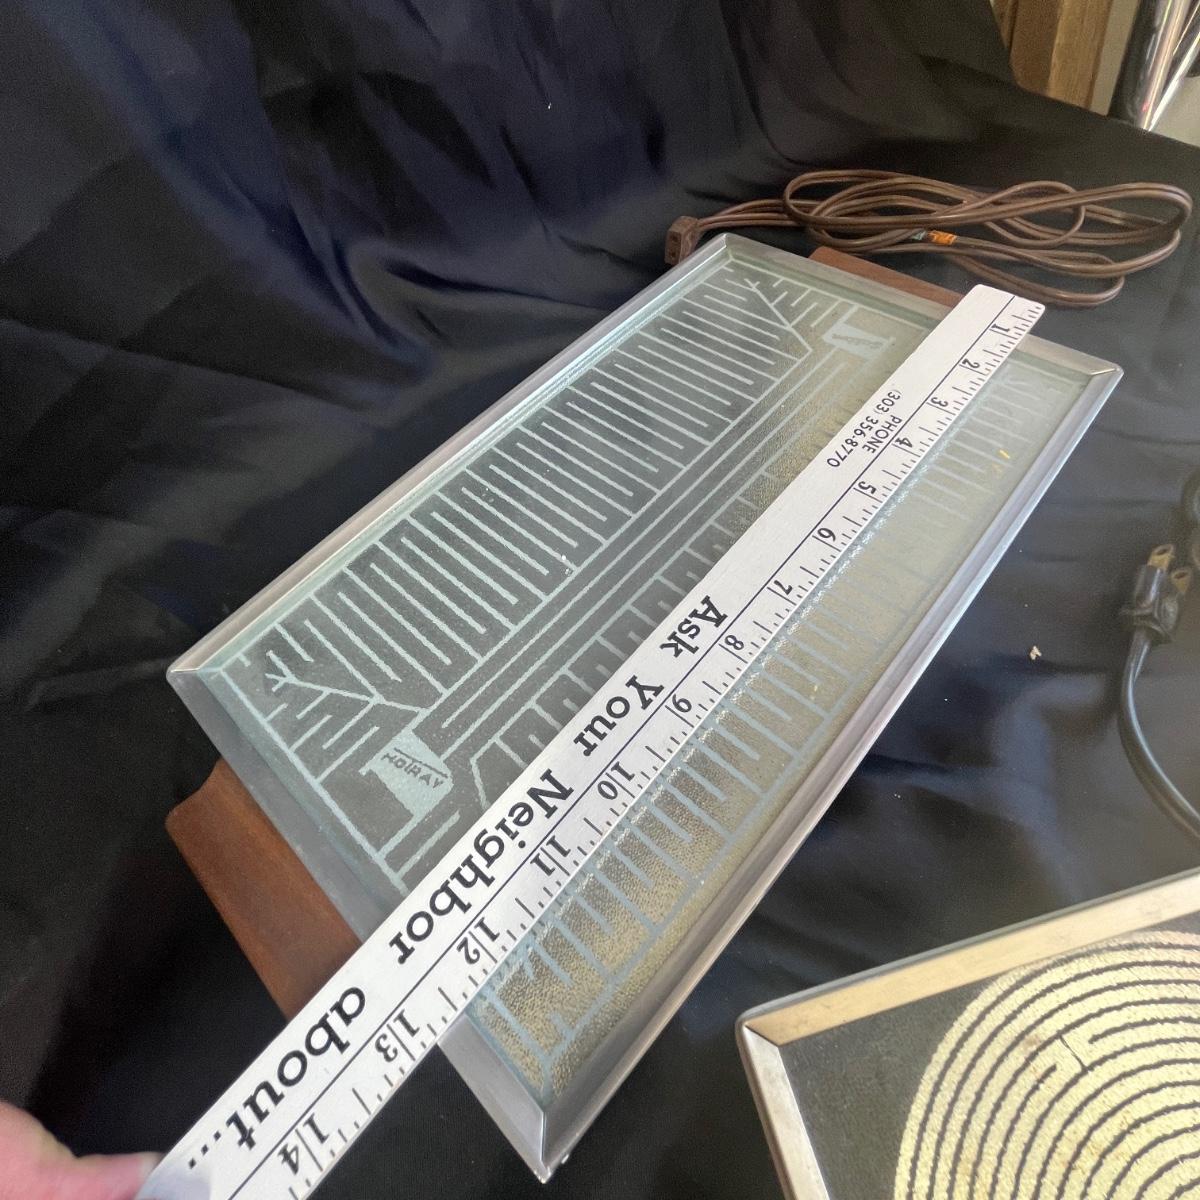 HOTRAY
1 2 3 4 5 6 7 8 9 10 11 12 13 14
PHONE
(303) 356-8770
Ask Your Neighbor about...